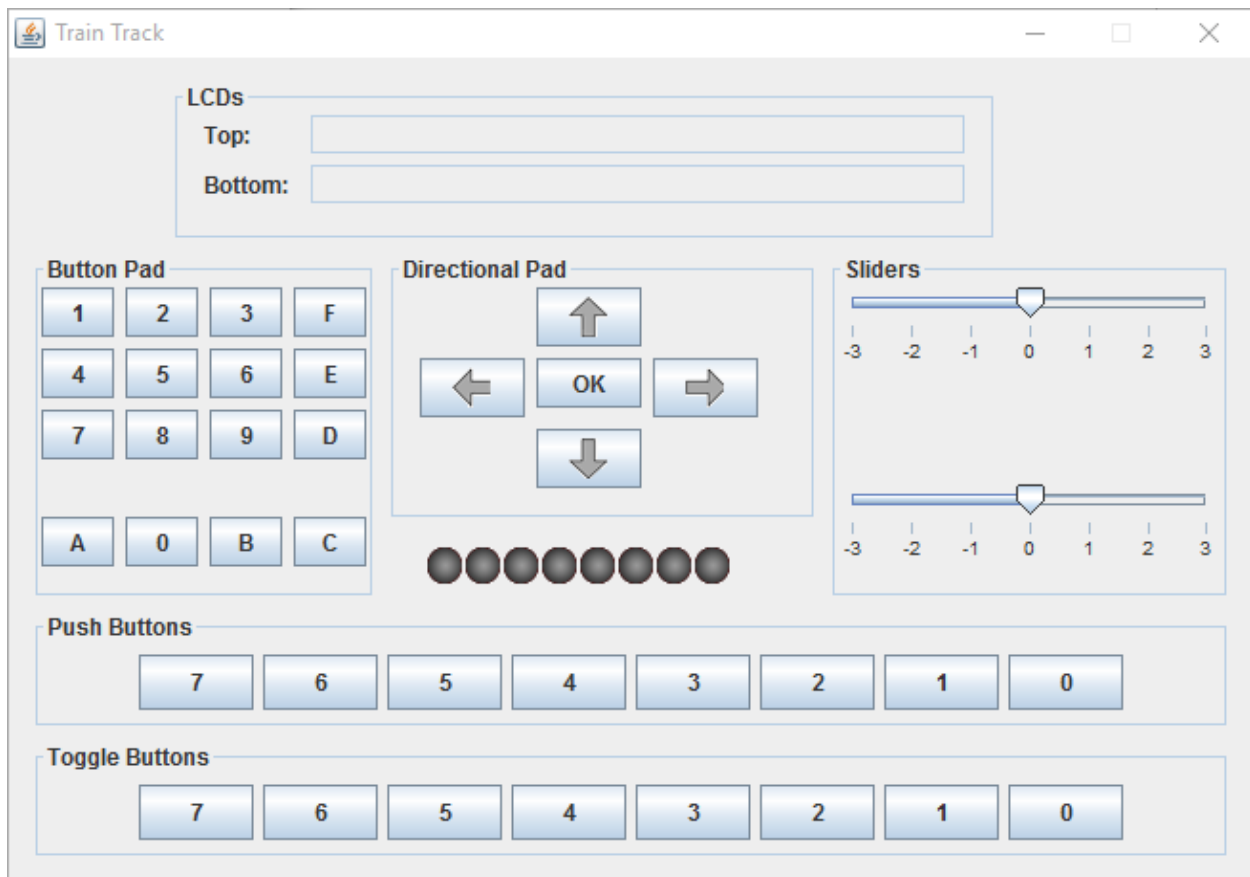 Train Track
LCDs
Top:
Bottom:
Button Pad
1 2 3 F
4 5 6 E
7 8 9 D
A 0 B C
Directional Pad
OK
Sliders
-3 -2 -1 0 1 2 3
-3 -2 -1 0 1 2 3
Push Buttons
7 6 5 4 3 2 1 0
Toggle Buttons
7 6 5 4 3 2 1 0